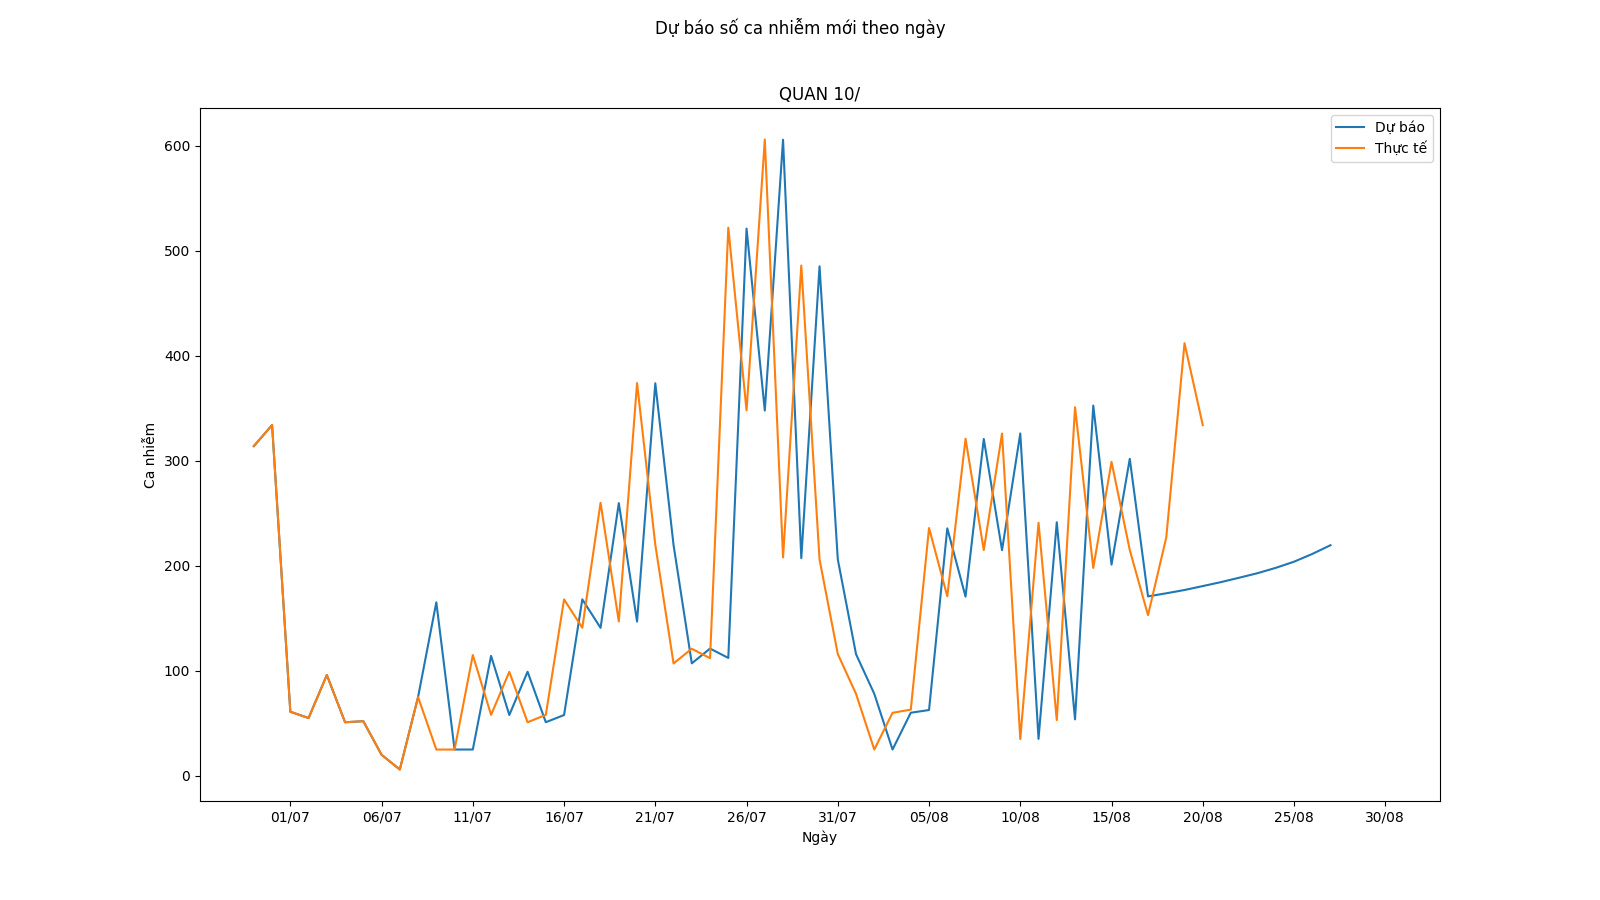 Dự báo số ca nhiễm mới theo ngày
QUAN 10/
Dự báo
Thực tế
600
500
400
300
200
100
0
Ca nhiễm
01/07 06/07 11/07 16/07 21/07 26/07 31/07 05/08 10/08 15/08 20/08 25/08 30/08
Ngày